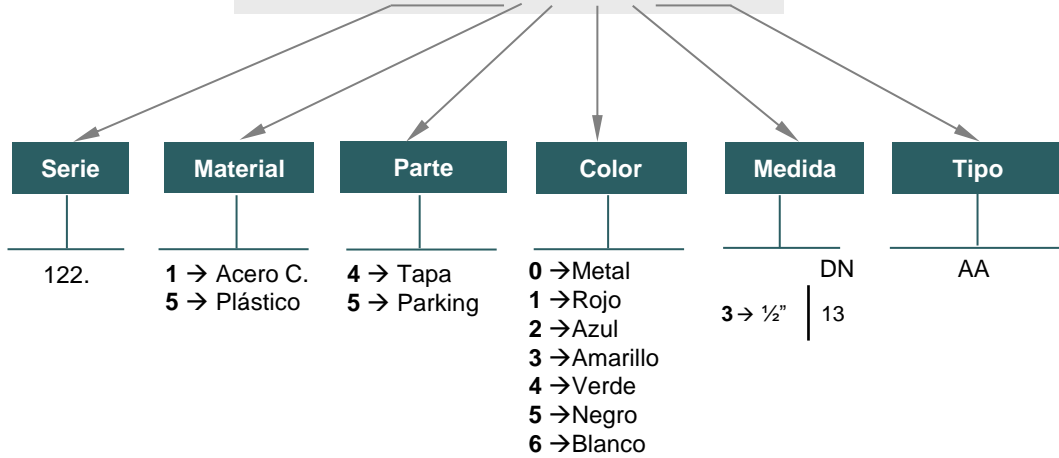 Serie
Material
Parte
Color
Medida
Tipo
122.
1 → Acero C.
5 → Plástico
4 → Tapa
5 → Parking
0 →Metal
1 →Rojo
2 →Azul
3 →Amarillo
4 →Verde
5 →Negro
6 →Blanco
DN
3 → ½” 13
AA